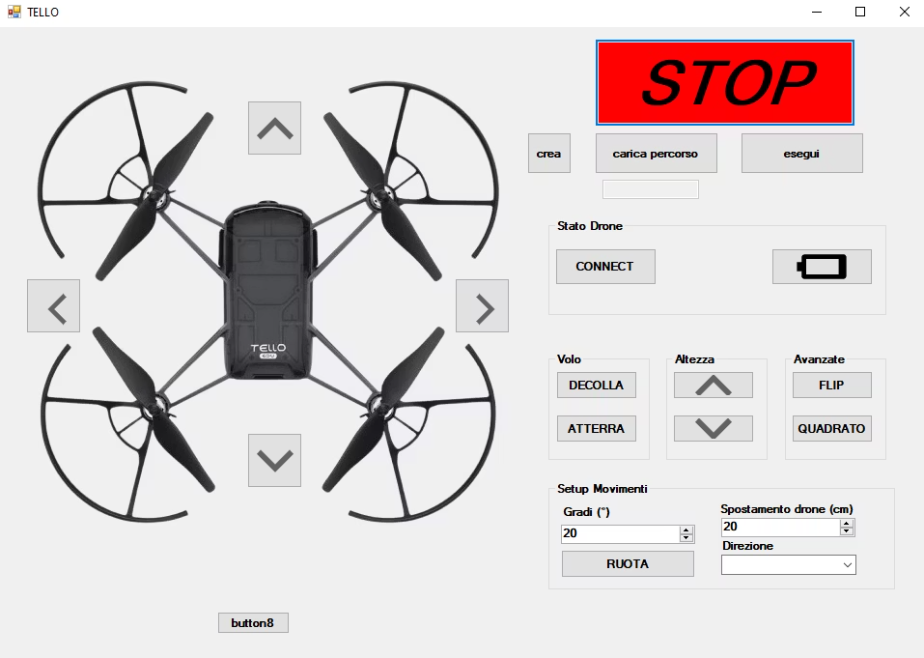 TELLO
STOP
crea
carica percorso
esegui
Stato Drone
CONNECT
Volo
Altezza
Avanzate
DECOLLA
FLIP
ATTERRA
QUADRATO
TELLO
Setup Movimenti
Gradi (°)
Spostamento drone (cm)
20
20
Direzione
RUOTA
button8